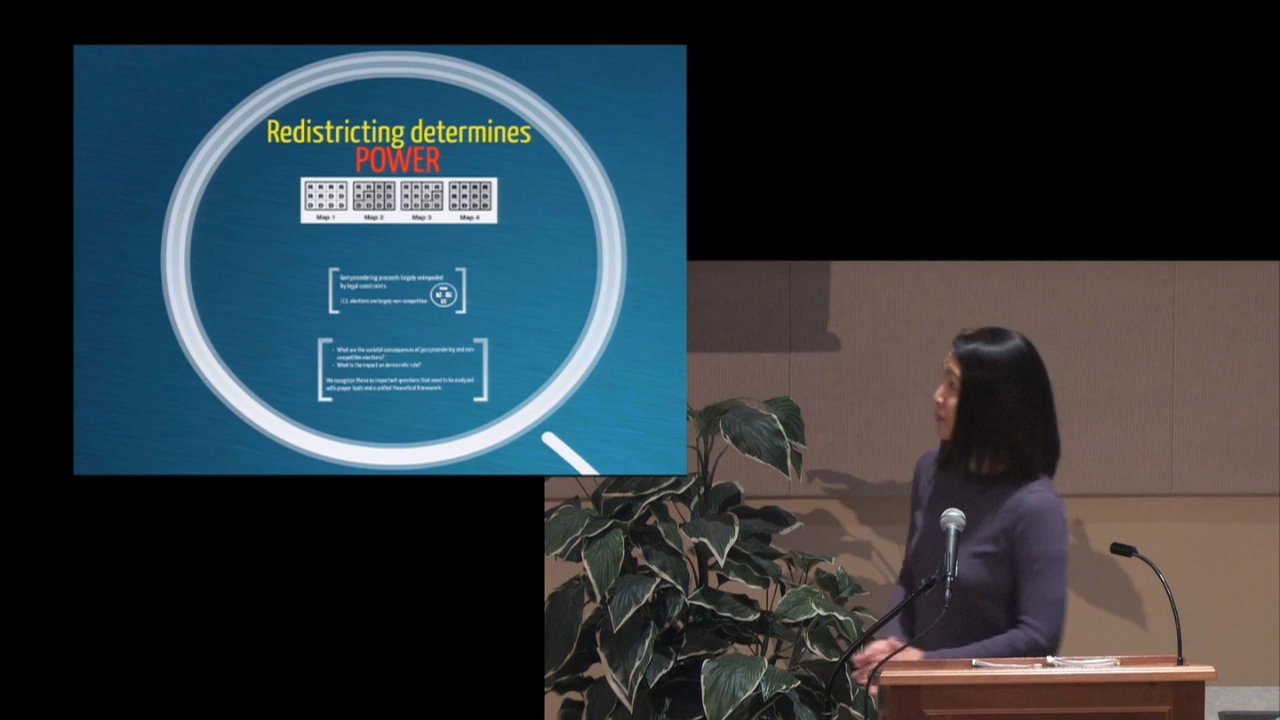 Redistricting determines
POWER
R R R R R R R R R R R R R R R R
R R D D R R D D R R D D R R D D
D D D D D D D D D D D D D D D D
Map 1 Map 2 Map 3 Map 4
Gerrymandering proceeds largely unimpeded
by legal constraints
U.S. elections are largely non-competitive
- What are the societal consequences of gerrymandering and non-
competitive elections?
- What is the impact on democratic rule?
We recognize these as important questions that need to be analyzed
with proper tools and a unified theoretical framework.